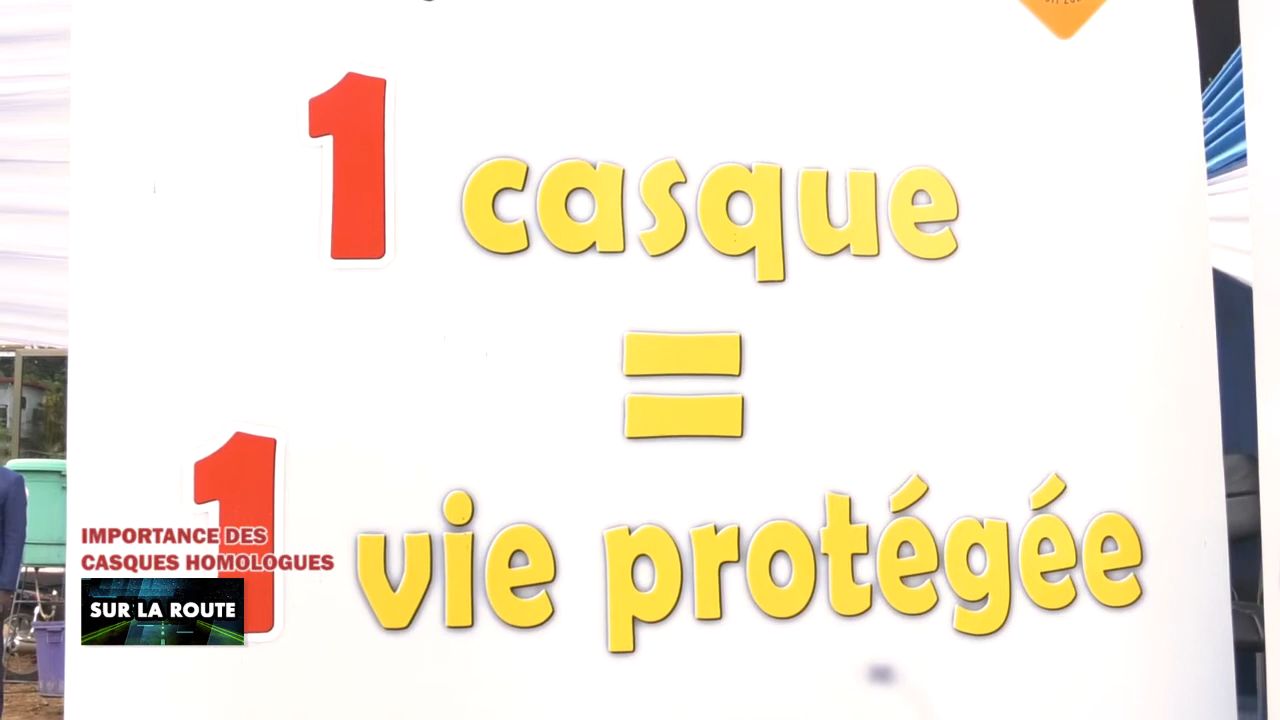 1 casque
=
1 vie protégée
IMPORTANCE DES
CASQUES HOMOLOGUES
SUR LA ROUTE